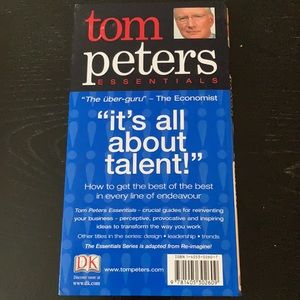 tom
peters
ESSENTIALS
"The über-guru" – The Economist
"it's all
about
talent!"
How to get the best of the best
in every line of endeavour
Tom Peters Essentials – crucial guides for reinventing
your business – perceptive, provocative and inspiring
ideas to transform the way you work
Other titles in the series: design • leadership • trends
The Essentials Series is adapted from Re-imagine!
DK
www.dk.com
www.tompeters.com